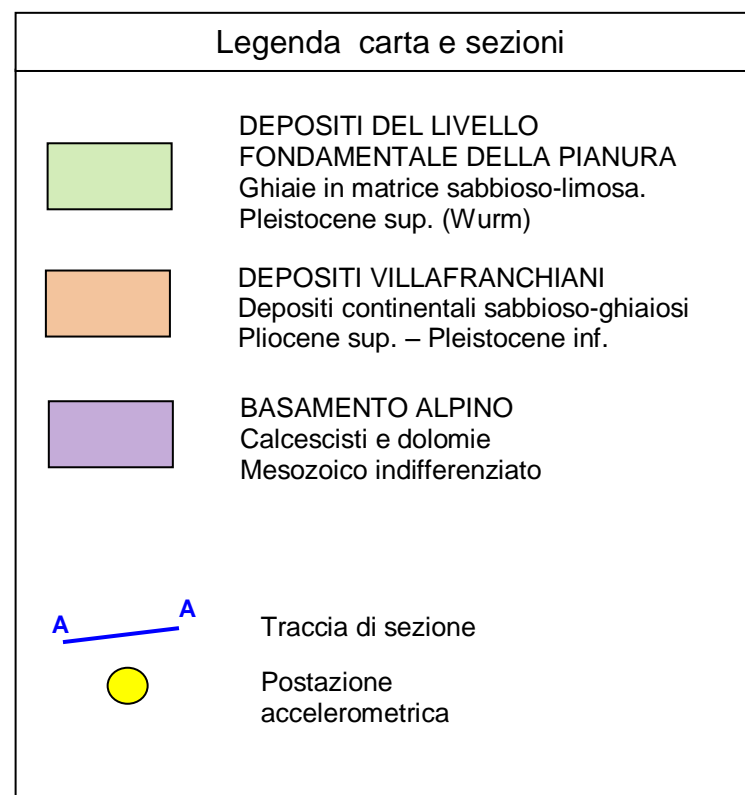 Legenda carta e sezioni
DEPOSITI DEL LIVELLO
FONDAMENTALE DELLA PIANURA
Ghiaie in matrice sabbioso-limosa.
Pleistocene sup. (Wurm)
DEPOSITI VILLAFRANCHIANI
Depositi continentali sabbioso-ghiaiosi
Pliocene sup. – Pleistocene inf.
BASAMENTO ALPINO
Calcescisti e dolomie
Mesozoico indifferenziato
A A
Traccia di sezione
Postazione
accelerometrica